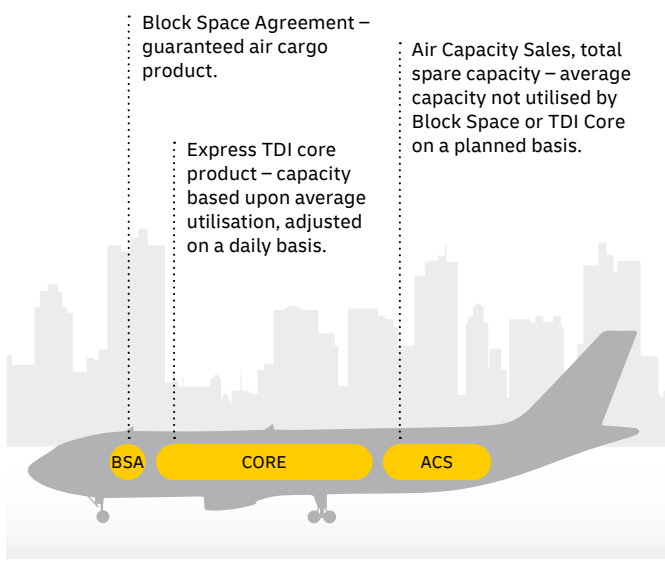 Block Space Agreement –
guaranteed air cargo
product.
Air Capacity Sales, total
spare capacity – average
capacity not utilised by
Block Space or TDI Core
on a planned basis.
Express TDI core
product – capacity
based upon average
utilisation, adjusted
on a daily basis.
BSA
CORE
ACS